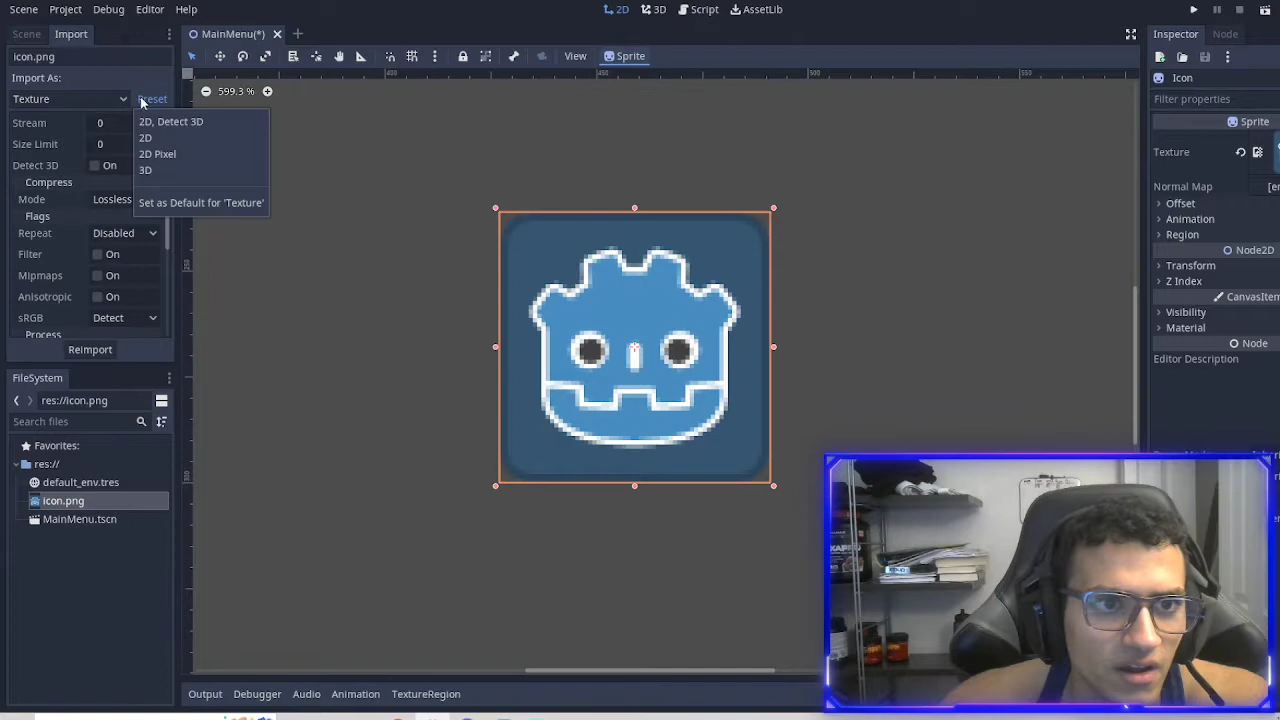 Scene Project Debug Editor Help
2D 3D Script AssetLib
Scene Import
MainMenu(*)
Inspector Node
icon.png
View Sprite
Import As:
Icon
Texture Preset
599.3 %
Filter properties
400 450 500 550
2D, Detect 3D
2D
2D Pixel
3D
Set as Default for 'Texture'
Stream 0
Size Limit 0
Detect 3D On
Compress
Mode Lossless
Flags
Repeat Disabled
Filter On
Mipmaps On
Anisotropic On
sRGB Detect
Process
Reimport
Sprite
Texture
Normal Map [e
Offset
Animation
Region
Node2D
Transform
Z Index
CanvasItem
Visibility
Material
Node
Editor Description
FileSystem
res://icon.png
Search files
Favorites:
res://
default_env.tres
icon.png
MainMenu.tscn
Output Debugger Audio Animation TextureRegion